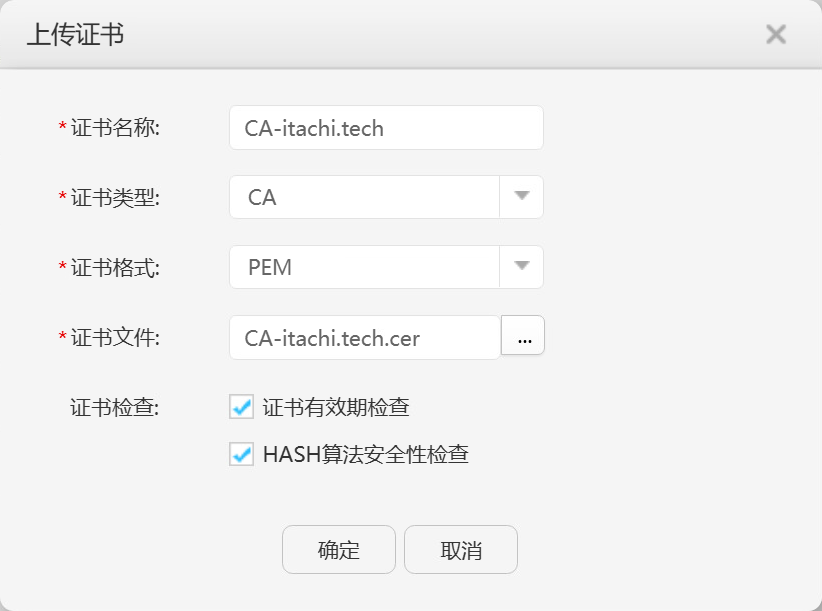 上传证书
*证书名称: CA-itachi.tech
*证书类型: CA
*证书格式: PEM
*证书文件: CA-itachi.tech.cer ...
证书检查: 证书有效期检查
HASH算法安全性检查
确定 取消